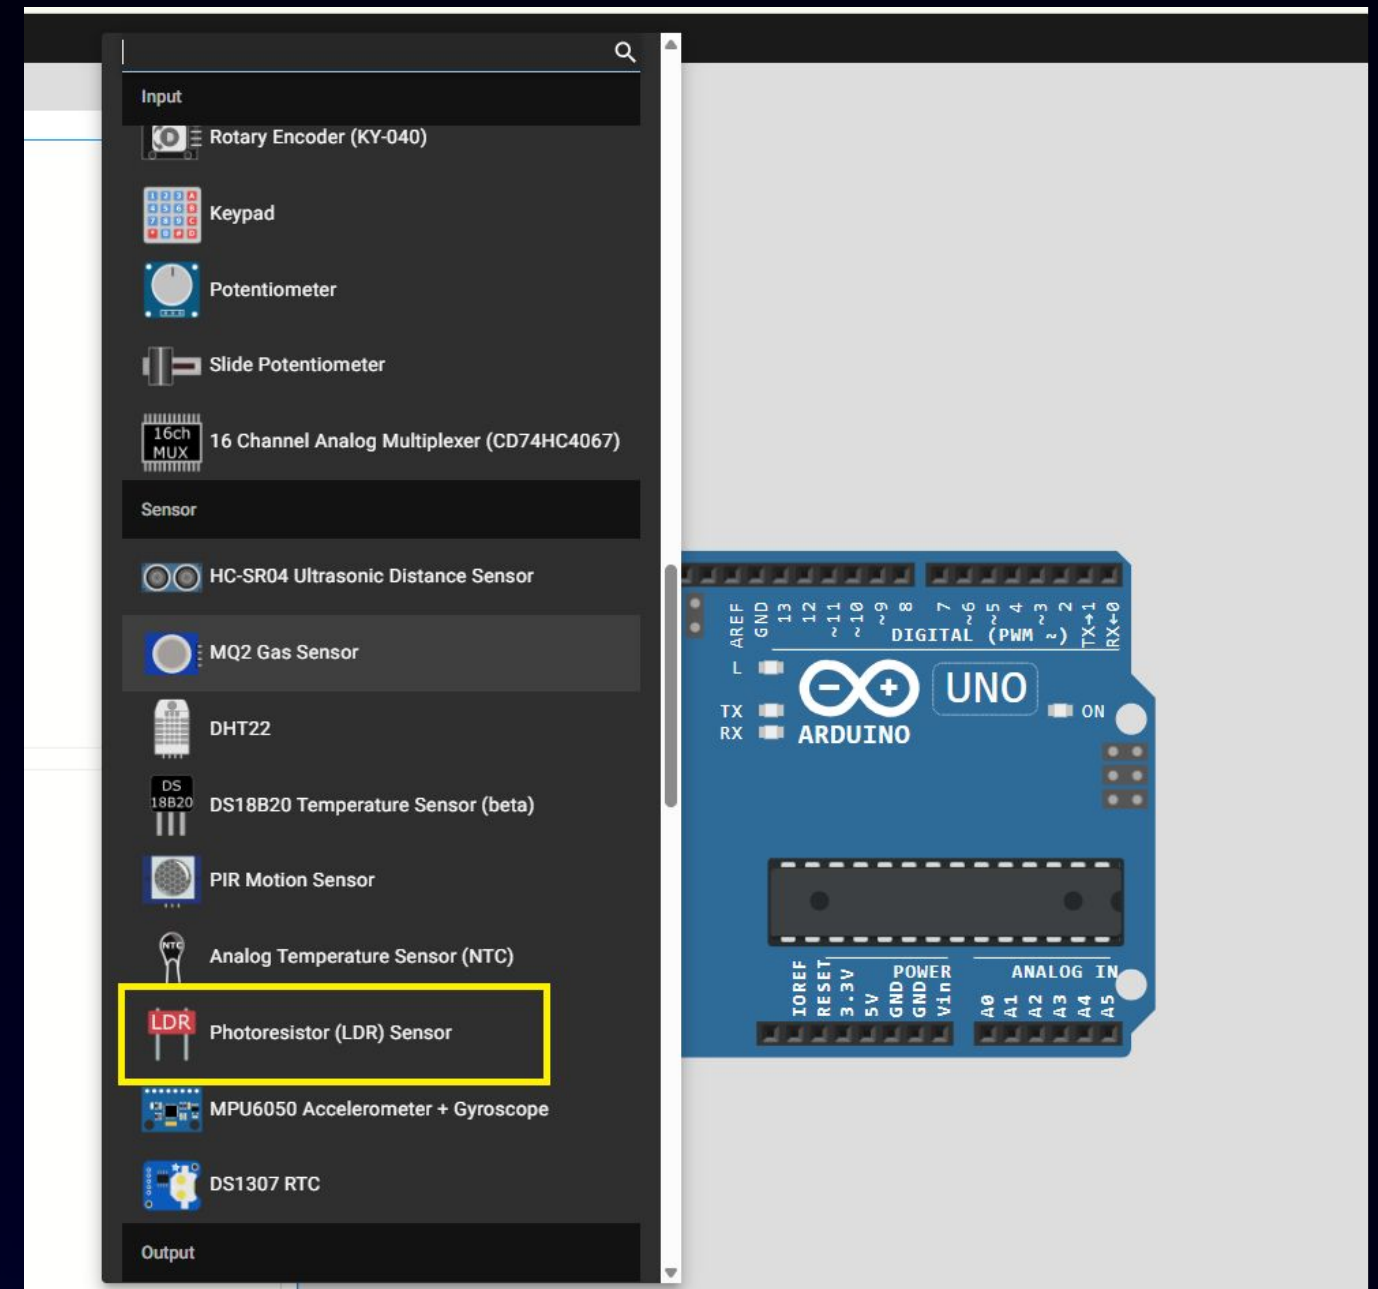 Input
Rotary Encoder (KY-040)
Keypad
Potentiometer
Slide Potentiometer
16ch
MUX
16 Channel Analog Multiplexer (CD74HC4067)
Sensor
HC-SR04 Ultrasonic Distance Sensor
MQ2 Gas Sensor
DHT22
DS
18B20
DS18B20 Temperature Sensor (beta)
PIR Motion Sensor
NTC
Analog Temperature Sensor (NTC)
LDR
Photoresistor (LDR) Sensor
MPU6050 Accelerometer + Gyroscope
DS1307 RTC
Output
AREF
GND
13
12
~11
~10
~9
8
7
~6
~5
4
~3
2
TX→1
RX←0
DIGITAL (PWM ~)
L
TX
RX
UNO
ON
ARDUINO
IOREF
RESET
3.3V
5V
GND
GND
Vin
POWER
ANALOG IN
A0
A1
A2
A3
A4
A5